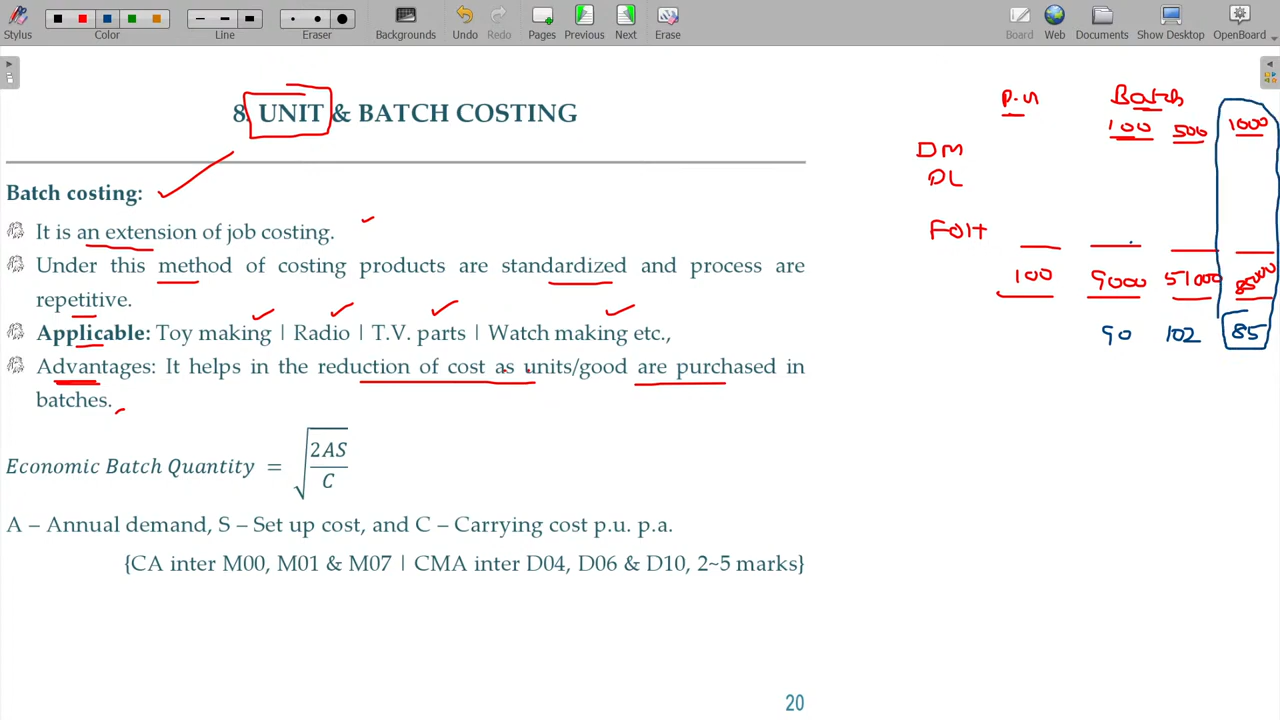 Stylus
Color
Line
Eraser
Backgrounds
Undo
Redo
Pages
Previous
Next
Erase
Board
Web
Documents
Show Desktop
OpenBoard
8. UNIT & BATCH COSTING
Batch costing:
It is an extension of job costing.
Under this method of costing products are standardized and process are
repetitive.
Applicable: Toy making | Radio | T.V. parts | Watch making etc.,
Advantages: It helps in the reduction of cost as units/good are purchased in
batches.
Economic Batch Quantity = √2AS/C
A – Annual demand, S – Set up cost, and C – Carrying cost p.u. p.a.
{CA inter M00, M01 & M07 | CMA inter D04, D06 & D10, 2~5 marks}
20
P.u Batch
100 500 1000
DM
DL
FOH
100 9000 51000 85000
90 102 85